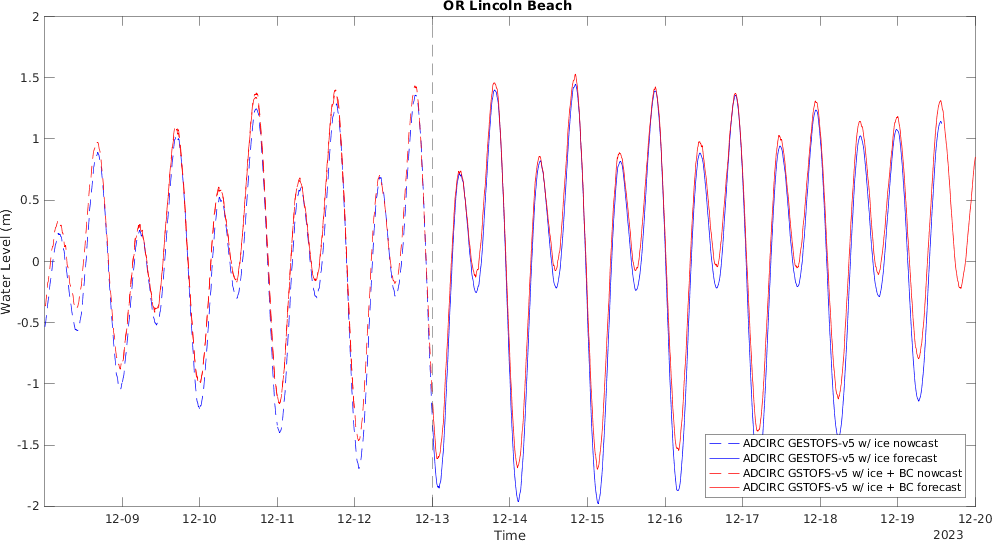 OR Lincoln Beach
2
1.5
1
0.5
0
-0.5
-1
-1.5
-2
Water Level (m)
ADCIRC GESTOFS-v5 w/ ice nowcast
ADCIRC GESTOFS-v5 w/ ice forecast
ADCIRC GSTOFS-v5 w/ ice + BC nowcast
ADCIRC GSTOFS-v5 w/ ice + BC forecast
12-09 12-10 12-11 12-12 12-13 12-14 12-15 12-16 12-17 12-18 12-19 12-20
Time
2023